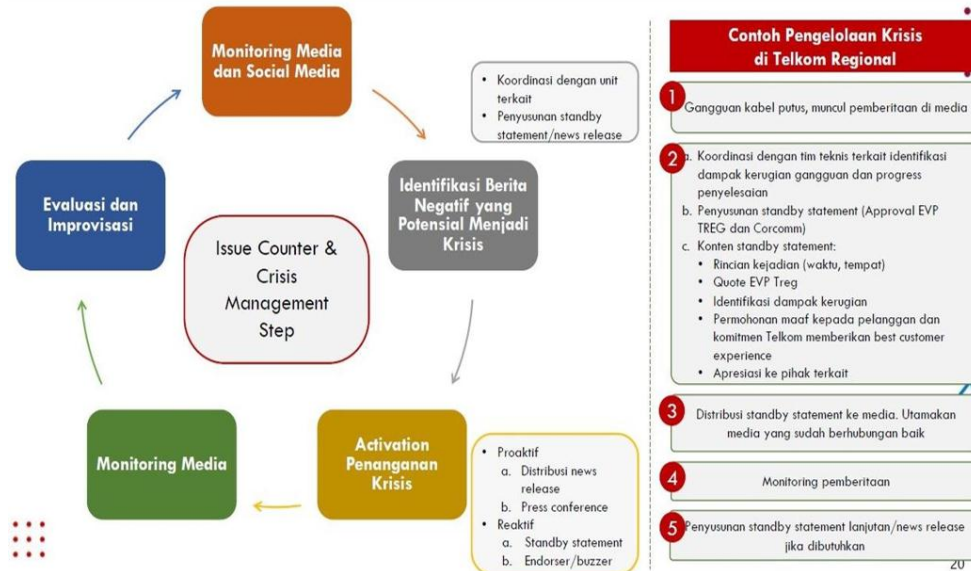 Monitoring Media
dan Social Media
• Koordinasi dengan unit
terkait
• Penyusunan standby
statement/news release
Identifikasi Berita
Negatif yang
Potensial Menjadi
Krisis
Activation
Penanganan
Krisis
• Proaktif
a. Distribusi news
release
b. Press conference
• Reaktif
a. Standby statement
b. Endorser/buzzer
Monitoring Media
Evaluasi dan
Improvisasi
Issue Counter &
Crisis
Management
Step
Contoh Pengelolaan Krisis
di Telkom Regional
1 Gangguan kabel putus, muncul pemberitaan di media
2 a. Koordinasi dengan tim teknis terkait identifikasi
dampak kerugian gangguan dan progress
penyelesaian
b. Penyusunan standby statement (Approval EVP
TREG dan Corcomm)
c. Konten standby statement:
• Rincian kejadian (waktu, tempat)
• Quote EVP Treg
• Identifikasi dampak kerugian
• Permohonan maaf kepada pelanggan dan
komitmen Telkom memberikan best customer
experience
• Apresiasi ke pihak terkait
3 Distribusi standby statement ke media. Utamakan
media yang sudah berhubungan baik
4 Monitoring pemberitaan
5 Penyusunan standby statement lanjutan/news release
jika dibutuhkan
20